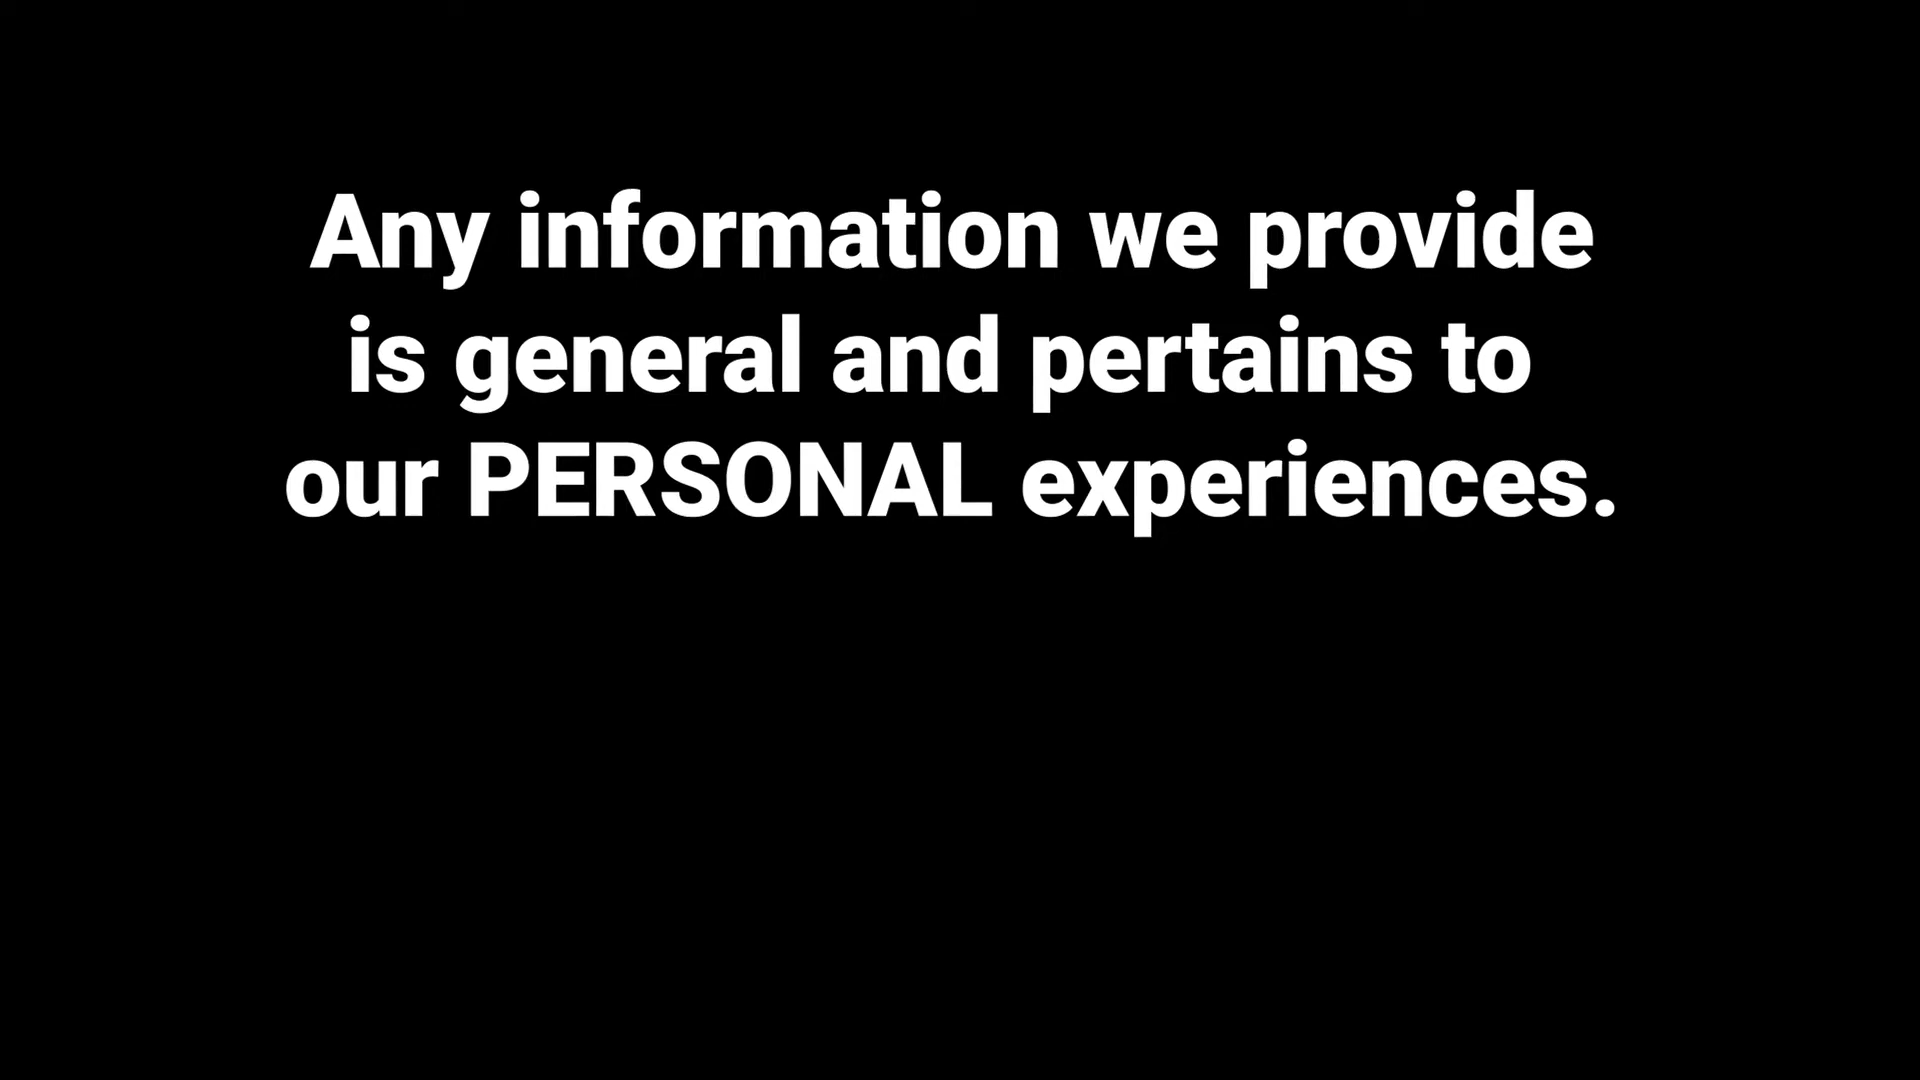 Any information we provide
is general and pertains to
our PERSONAL experiences.